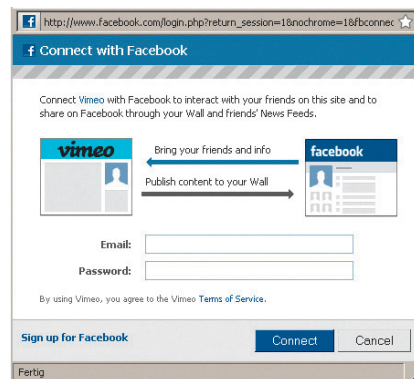 http://www.facebook.com/login.php?return_session=1&nochrome=1&fbconnec
Connect with Facebook
Connect Vimeo with Facebook to interact with your friends on this site and to
share on Facebook through your Wall and friends' News Feeds.
vimeo
Bring your friends and info
facebook
Publish content to your Wall
Email:
Password:
By using Vimeo, you agree to the Vimeo Terms of Service.
Sign up for Facebook
Connect
Cancel
Fertig